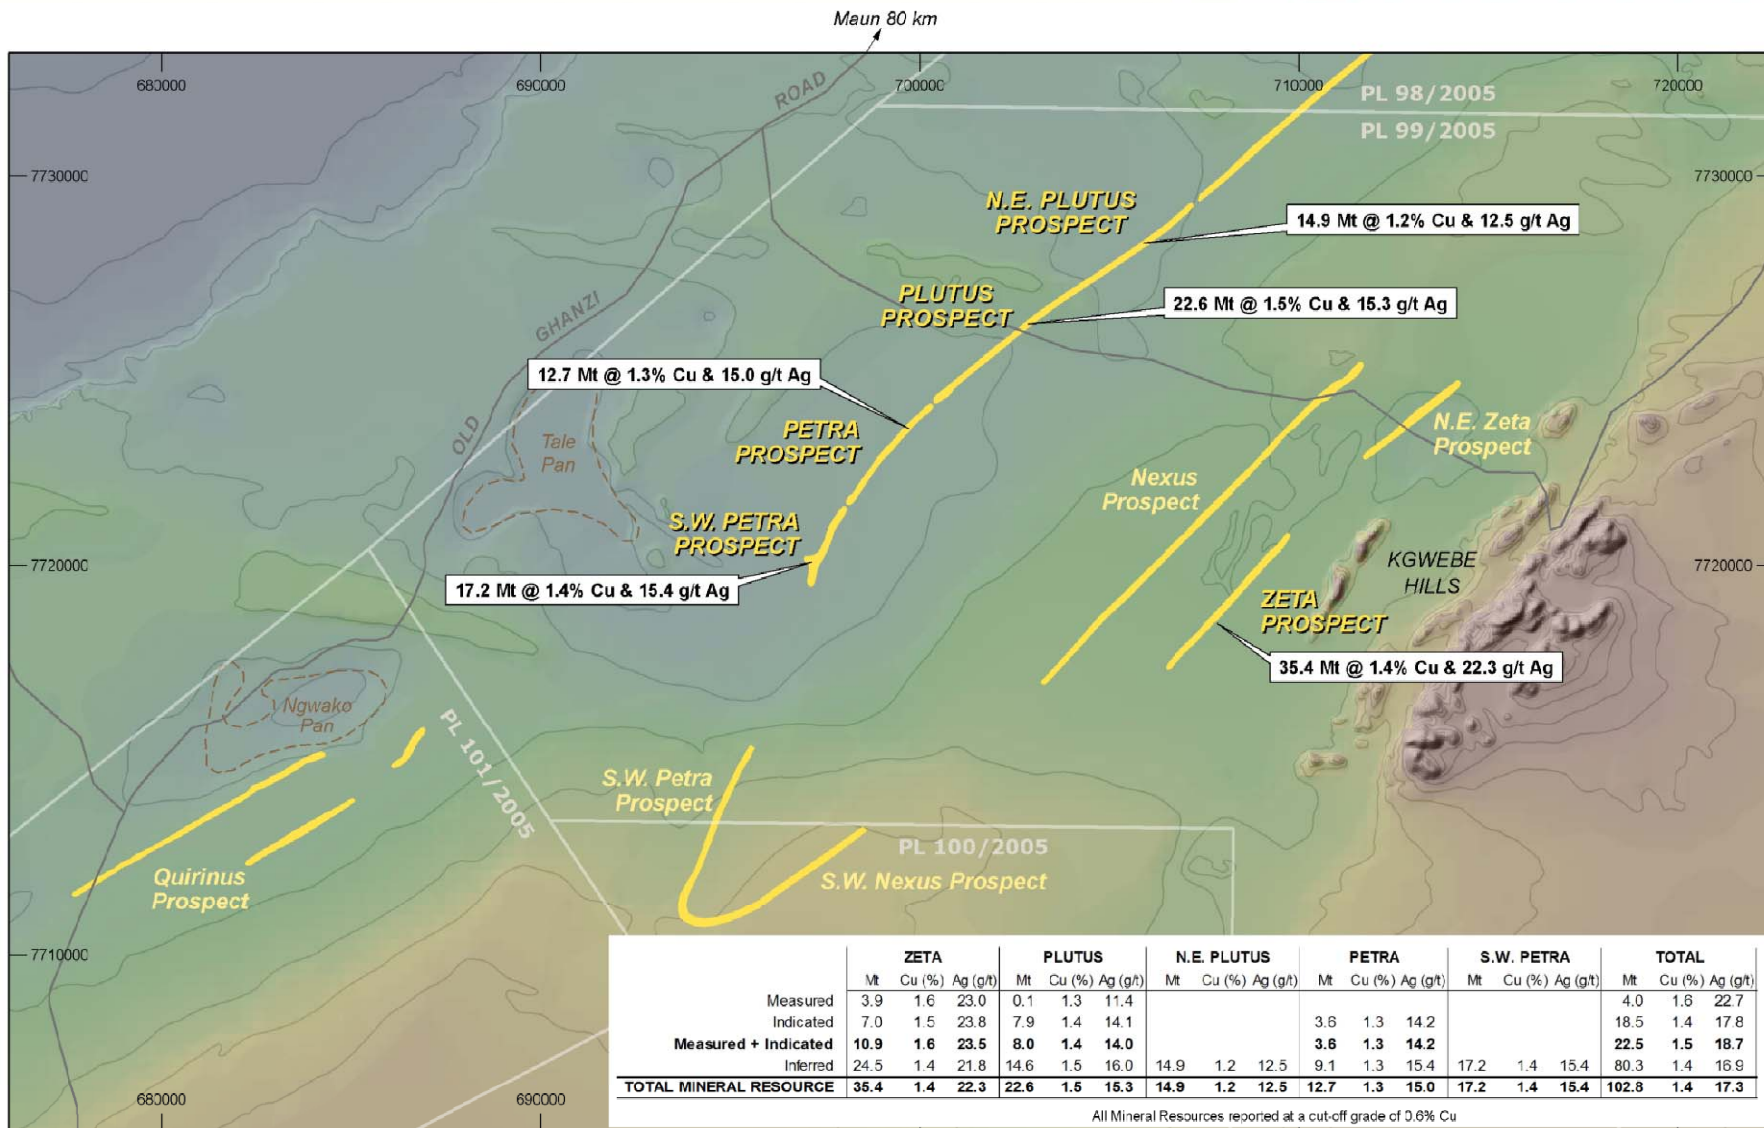 Maun 80 km
680000
690000
700000
710000
720000
ROAD
PL 98/2005
PL 99/2005
7730000
7730000
N.E. PLUTUS
PROSPECT
14.9 Mt @ 1.2% Cu & 12.5 g/t Ag
PLUTUS
PROSPECT
22.6 Mt @ 1.5% Cu & 15.3 g/t Ag
GHANZI
12.7 Mt @ 1.3% Cu & 15.0 g/t Ag
OLD
Tale
Pan
PETRA
PROSPECT
N.E. Zeta
Prospect
Nexus
Prospect
S.W. PETRA
PROSPECT
7720000
7720000
KGWEBE
HILLS
17.2 Mt @ 1.4% Cu & 15.4 g/t Ag
ZETA
PROSPECT
35.4 Mt @ 1.4% Cu & 22.3 g/t Ag
Ngwako
Pan
PL 101/2005
S.W. Petra
Prospect
PL 100/2005
S.W. Nexus Prospect
Quirinus
Prospect
7710000
ZETA PLUTUS N.E. PLUTUS PETRA S.W. PETRA TOTAL
Mt Cu (%) Ag (g/t) Mt Cu (%) Ag (g/t) Mt Cu (%) Ag (g/t) Mt Cu (%) Ag (g/t) Mt Cu (%) Ag (g/t) Mt Cu (%) Ag (g/t)
Measured 3.9 1.6 23.0 0.1 1.3 11.4 4.0 1.6 22.7
Indicated 7.0 1.5 23.8 7.9 1.4 14.1 3.6 1.3 14.2 18.5 1.4 17.8
Measured + Indicated 10.9 1.6 23.5 8.0 1.4 14.0 3.6 1.3 14.2 22.5 1.5 18.7
Inferred 24.5 1.4 21.8 14.6 1.5 16.0 14.9 1.2 12.5 9.1 1.3 15.4 17.2 1.4 15.4 80.3 1.4 16.9
TOTAL MINERAL RESOURCE 35.4 1.4 22.3 22.6 1.5 15.3 14.9 1.2 12.5 12.7 1.3 15.0 17.2 1.4 15.4 102.8 1.4 17.3
All Mineral Resources reported at a cut-off grade of 0.6% Cu
680000
690000